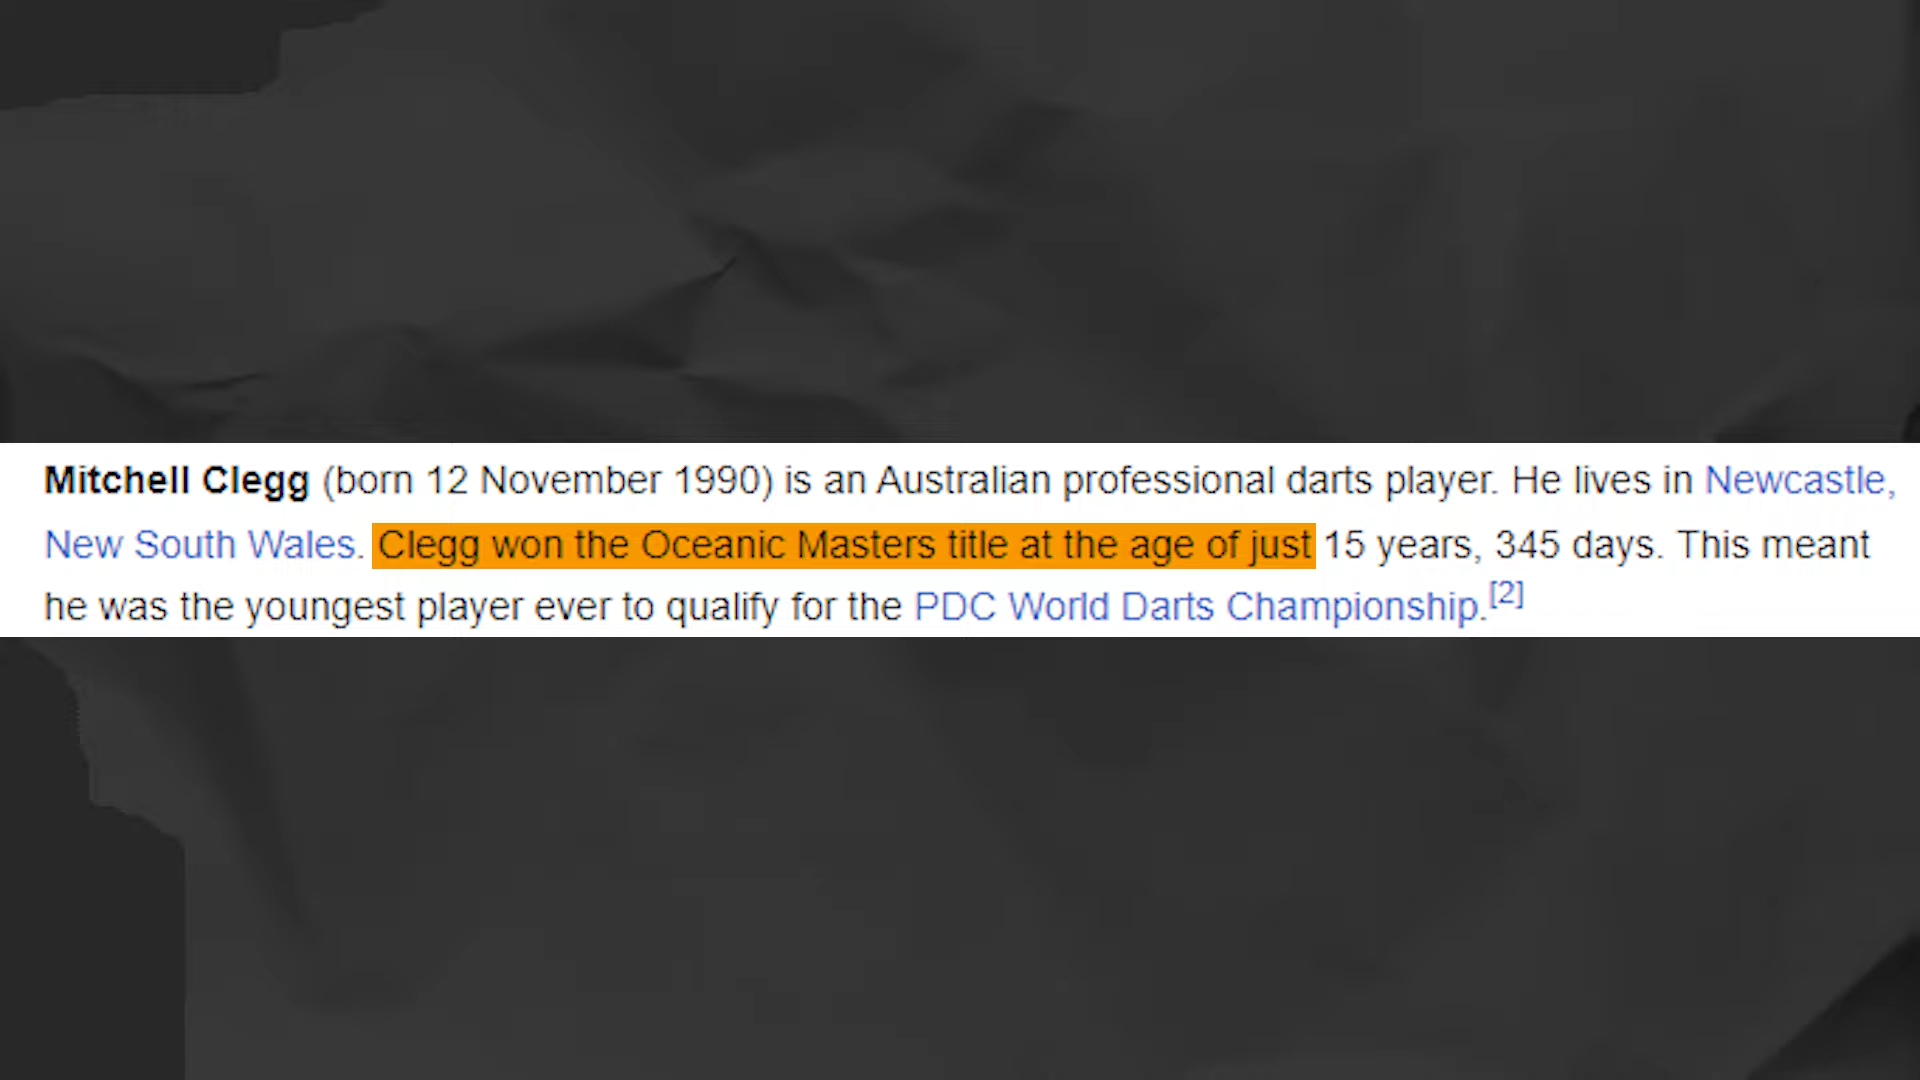 Mitchell Clegg (born 12 November 1990) is an Australian professional darts player. He lives in Newcastle,
New South Wales. Clegg won the Oceanic Masters title at the age of just 15 years, 345 days. This meant
he was the youngest player ever to qualify for the PDC World Darts Championship.[2]